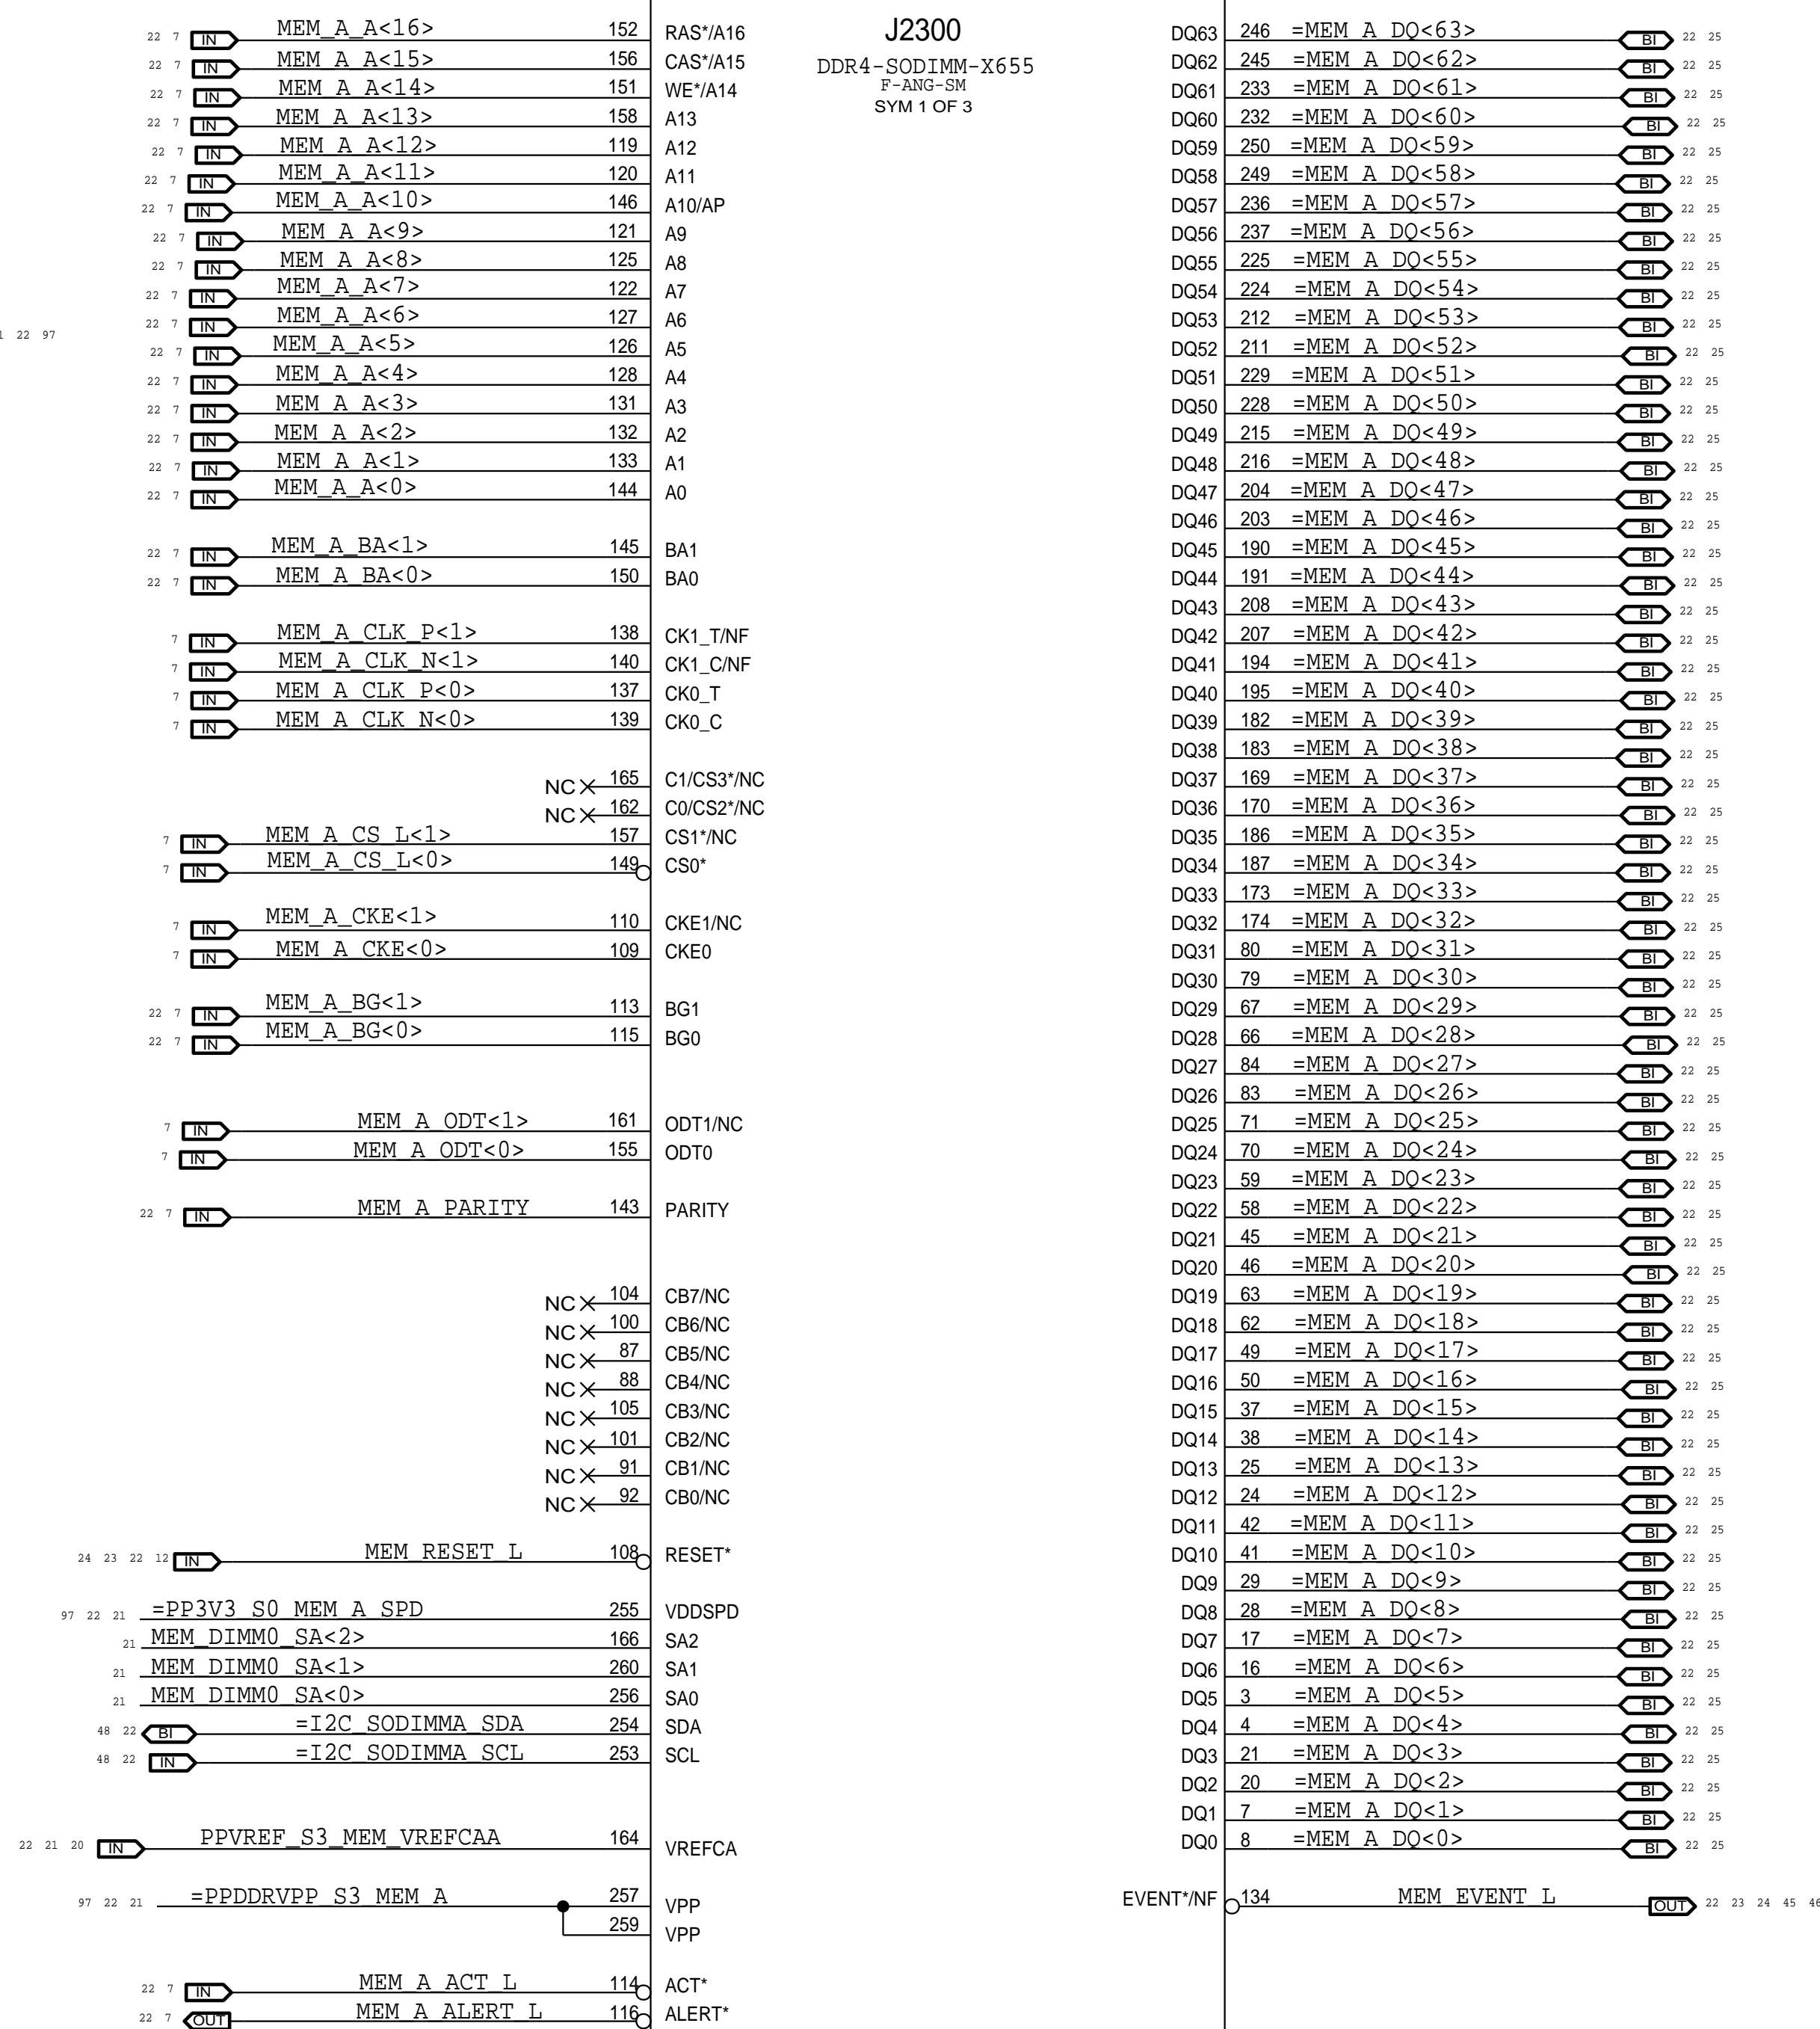 J2300
DDR4-SODIMM-X655
F-ANG-SM
SYM 1 OF 3
22 7 IN MEM_A_A<16> 152 RAS*/A16
22 7 IN MEM_A_A<15> 156 CAS*/A15
22 7 IN MEM_A_A<14> 151 WE*/A14
22 7 IN MEM_A_A<13> 158 A13
22 7 IN MEM_A_A<12> 119 A12
22 7 IN MEM_A_A<11> 120 A11
22 7 IN MEM_A_A<10> 146 A10/AP
22 7 IN MEM_A_A<9> 121 A9
22 7 IN MEM_A_A<8> 125 A8
22 7 IN MEM_A_A<7> 122 A7
22 7 IN MEM_A_A<6> 127 A6
22 97
22 7 IN MEM_A_A<5> 126 A5
22 7 IN MEM_A_A<4> 128 A4
22 7 IN MEM_A_A<3> 131 A3
22 7 IN MEM_A_A<2> 132 A2
22 7 IN MEM_A_A<1> 133 A1
22 7 IN MEM_A_A<0> 144 A0
22 7 IN MEM_A_BA<1> 145 BA1
22 7 IN MEM_A_BA<0> 150 BA0
7 IN MEM_A_CLK_P<1> 138 CK1_T/NF
7 IN MEM_A_CLK_N<1> 140 CK1_C/NF
7 IN MEM_A_CLK_P<0> 137 CK0_T
7 IN MEM_A_CLK_N<0> 139 CK0_C
NC 165 C1/CS3*/NC
NC 162 C0/CS2*/NC
7 IN MEM_A_CS_L<1> 157 CS1*/NC
7 IN MEM_A_CS_L<0> 149 CS0*
7 IN MEM_A_CKE<1> 110 CKE1/NC
7 IN MEM_A_CKE<0> 109 CKE0
22 7 IN MEM_A_BG<1> 113 BG1
22 7 IN MEM_A_BG<0> 115 BG0
7 IN MEM_A_ODT<1> 161 ODT1/NC
7 IN MEM_A_ODT<0> 155 ODT0
22 7 IN MEM_A_PARITY 143 PARITY
NC 104 CB7/NC
NC 100 CB6/NC
NC 87 CB5/NC
NC 88 CB4/NC
NC 105 CB3/NC
NC 101 CB2/NC
NC 91 CB1/NC
NC 92 CB0/NC
24 23 22 12 IN MEM_RESET_L 108 RESET*
97 22 21 =PP3V3_S0_MEM_A_SPD 255 VDDSPD
21 MEM_DIMM0_SA<2> 166 SA2
21 MEM_DIMM0_SA<1> 260 SA1
21 MEM_DIMM0_SA<0> 256 SA0
48 22 BI =I2C_SODIMMA_SDA 254 SDA
48 22 IN =I2C_SODIMMA_SCL 253 SCL
22 21 20 IN PPVREF_S3_MEM_VREFCAA 164 VREFCA
97 22 21 =PPDDRVPP_S3_MEM_A 257 VPP
259 VPP
22 7 IN MEM_A_ACT_L 114 ACT*
22 7 OUT MEM_A_ALERT_L 116 ALERT*
DQ63 246 =MEM_A_DQ<63> BI 22 25
DQ62 245 =MEM_A_DQ<62> BI 22 25
DQ61 233 =MEM_A_DQ<61> BI 22 25
DQ60 232 =MEM_A_DQ<60> BI 22 25
DQ59 250 =MEM_A_DQ<59> BI 22 25
DQ58 249 =MEM_A_DQ<58> BI 22 25
DQ57 236 =MEM_A_DQ<57> BI 22 25
DQ56 237 =MEM_A_DQ<56> BI 22 25
DQ55 225 =MEM_A_DQ<55> BI 22 25
DQ54 224 =MEM_A_DQ<54> BI 22 25
DQ53 212 =MEM_A_DQ<53> BI 22 25
DQ52 211 =MEM_A_DQ<52> BI 22 25
DQ51 229 =MEM_A_DQ<51> BI 22 25
DQ50 228 =MEM_A_DQ<50> BI 22 25
DQ49 215 =MEM_A_DQ<49> BI 22 25
DQ48 216 =MEM_A_DQ<48> BI 22 25
DQ47 204 =MEM_A_DQ<47> BI 22 25
DQ46 203 =MEM_A_DQ<46> BI 22 25
DQ45 190 =MEM_A_DQ<45> BI 22 25
DQ44 191 =MEM_A_DQ<44> BI 22 25
DQ43 208 =MEM_A_DQ<43> BI 22 25
DQ42 207 =MEM_A_DQ<42> BI 22 25
DQ41 194 =MEM_A_DQ<41> BI 22 25
DQ40 195 =MEM_A_DQ<40> BI 22 25
DQ39 182 =MEM_A_DQ<39> BI 22 25
DQ38 183 =MEM_A_DQ<38> BI 22 25
DQ37 169 =MEM_A_DQ<37> BI 22 25
DQ36 170 =MEM_A_DQ<36> BI 22 25
DQ35 186 =MEM_A_DQ<35> BI 22 25
DQ34 187 =MEM_A_DQ<34> BI 22 25
DQ33 173 =MEM_A_DQ<33> BI 22 25
DQ32 174 =MEM_A_DQ<32> BI 22 25
DQ31 80 =MEM_A_DQ<31> BI 22 25
DQ30 79 =MEM_A_DQ<30> BI 22 25
DQ29 67 =MEM_A_DQ<29> BI 22 25
DQ28 66 =MEM_A_DQ<28> BI 22 25
DQ27 84 =MEM_A_DQ<27> BI 22 25
DQ26 83 =MEM_A_DQ<26> BI 22 25
DQ25 71 =MEM_A_DQ<25> BI 22 25
DQ24 70 =MEM_A_DQ<24> BI 22 25
DQ23 59 =MEM_A_DQ<23> BI 22 25
DQ22 58 =MEM_A_DQ<22> BI 22 25
DQ21 45 =MEM_A_DQ<21> BI 22 25
DQ20 46 =MEM_A_DQ<20> BI 22 25
DQ19 63 =MEM_A_DQ<19> BI 22 25
DQ18 62 =MEM_A_DQ<18> BI 22 25
DQ17 49 =MEM_A_DQ<17> BI 22 25
DQ16 50 =MEM_A_DQ<16> BI 22 25
DQ15 37 =MEM_A_DQ<15> BI 22 25
DQ14 38 =MEM_A_DQ<14> BI 22 25
DQ13 25 =MEM_A_DQ<13> BI 22 25
DQ12 24 =MEM_A_DQ<12> BI 22 25
DQ11 42 =MEM_A_DQ<11> BI 22 25
DQ10 41 =MEM_A_DQ<10> BI 22 25
DQ9 29 =MEM_A_DQ<9> BI 22 25
DQ8 28 =MEM_A_DQ<8> BI 22 25
DQ7 17 =MEM_A_DQ<7> BI 22 25
DQ6 16 =MEM_A_DQ<6> BI 22 25
DQ5 3 =MEM_A_DQ<5> BI 22 25
DQ4 4 =MEM_A_DQ<4> BI 22 25
DQ3 21 =MEM_A_DQ<3> BI 22 25
DQ2 20 =MEM_A_DQ<2> BI 22 25
DQ1 7 =MEM_A_DQ<1> BI 22 25
DQ0 8 =MEM_A_DQ<0> BI 22 25
EVENT*/NF 134 MEM_EVENT_L OUT 22 23 24 45 46